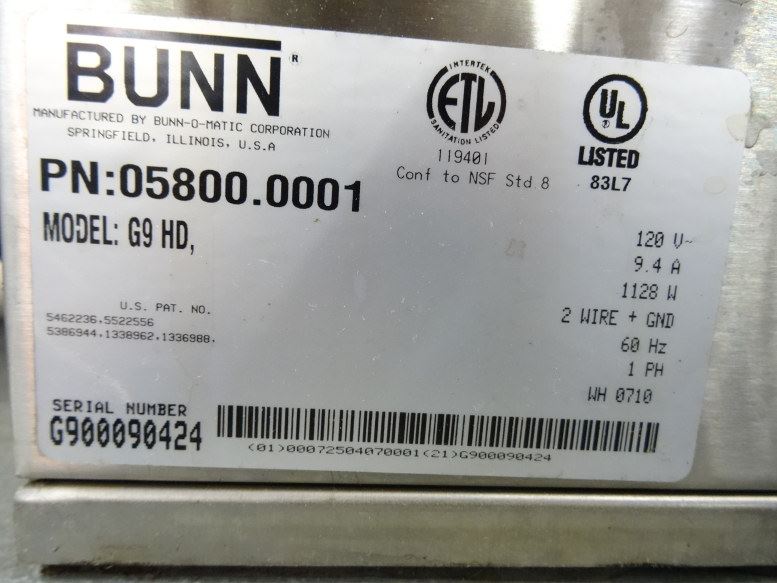 BUNN®
MANUFACTURED BY BUNN-O-MATIC CORPORATION
SPRINGFIELD, ILLINOIS, U.S.A
PN:05800.0001
MODEL: G9 HD,
INTERTEK
ETL
SANITATION LISTED
119401
Conf to NSF Std 8
UL
LISTED
83L7
120 V~
9.4 A
1128 W
2 WIRE + GND
60 Hz
1 PH
WH 0710
U.S. PAT. NO.
5462236,5522556
5386944,1338962,1336988.
SERIAL NUMBER
G900090424
(01)00072504070001(21)G900090424